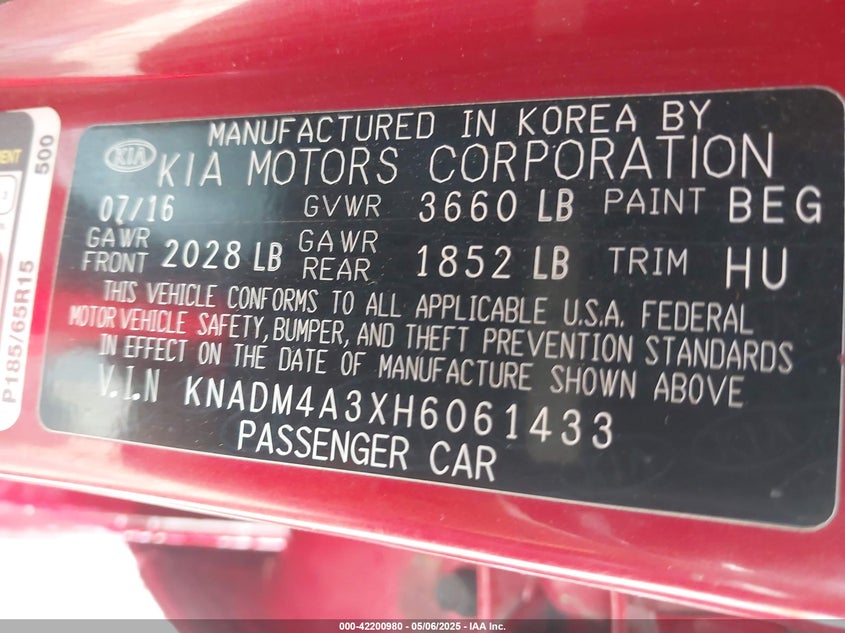 MANUFACTURED IN KOREA BY
KIA KIA MOTORS CORPORATION
07/16 GVWR 3660 LB PAINT BEG
GAWR FRONT 2028 LB GAWR REAR 1852 LB TRIM HU
THIS VEHICLE CONFORMS TO ALL APPLICABLE U.S.A. FEDERAL
MOTOR VEHICLE SAFETY, BUMPER, AND THEFT PREVENTION STANDARDS
IN EFFECT ON THE DATE OF MANUFACTURE SHOWN ABOVE
V.I.N KNADM4A3XH6061433
PASSENGER CAR
500
P185/65R15
000-42200980 — 05/06/2025 — IAA Inc.